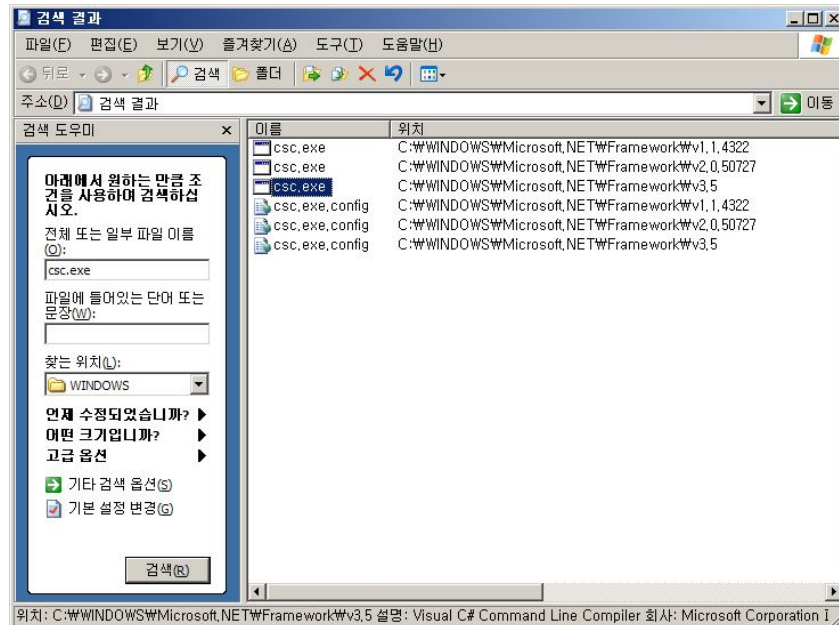 검색 결과
파일(F) 편집(E) 보기(V) 즐겨찾기(A) 도구(T) 도움말(H)
뒤로 검색 폴더
주소(D) 검색 결과 이동
검색 도우미 x
이름 위치
아래에서 원하는 만큼 조
건을 사용하여 검색하십
시오.
전체 또는 일부 파일 이름
(O):
csc.exe
파일에 들어있는 단어 또는
문장(W):
찾는 위치(L):
WINDOWS
언제 수정되었습니까?
어떤 크기입니까?
고급 옵션
기타 검색 옵션(S)
기본 설정 변경(G)
검색(R)
csc.exe C:₩WINDOWS₩Microsoft.NET₩Framework₩v1.1.4322
csc.exe C:₩WINDOWS₩Microsoft.NET₩Framework₩v2.0.50727
csc.exe C:₩WINDOWS₩Microsoft.NET₩Framework₩v3.5
csc.exe.config C:₩WINDOWS₩Microsoft.NET₩Framework₩v1.1.4322
csc.exe.config C:₩WINDOWS₩Microsoft.NET₩Framework₩v2.0.50727
csc.exe.config C:₩WINDOWS₩Microsoft.NET₩Framework₩v3.5
위치: C:₩WINDOWS₩Microsoft.NET₩Framework₩v3.5 설명: Visual C# Command Line Compiler 회사: Microsoft Corporation